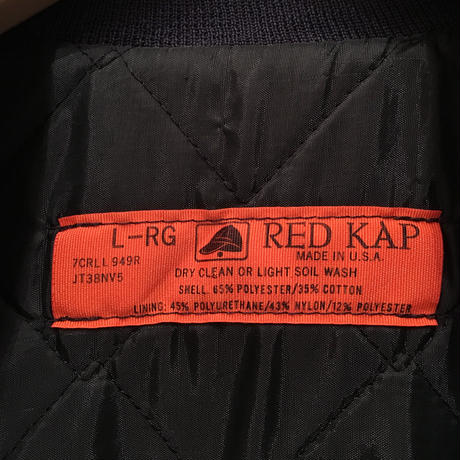 L-RG RED KAP
7CRLL 949R MADE IN U.S.A.
JT38NV5 DRY CLEAN OR LIGHT SOIL WASH
SHELL: 65% POLYESTER/35% COTTON
LINING: 45% POLYURETHANE/43% NYLON/12% POLYESTER